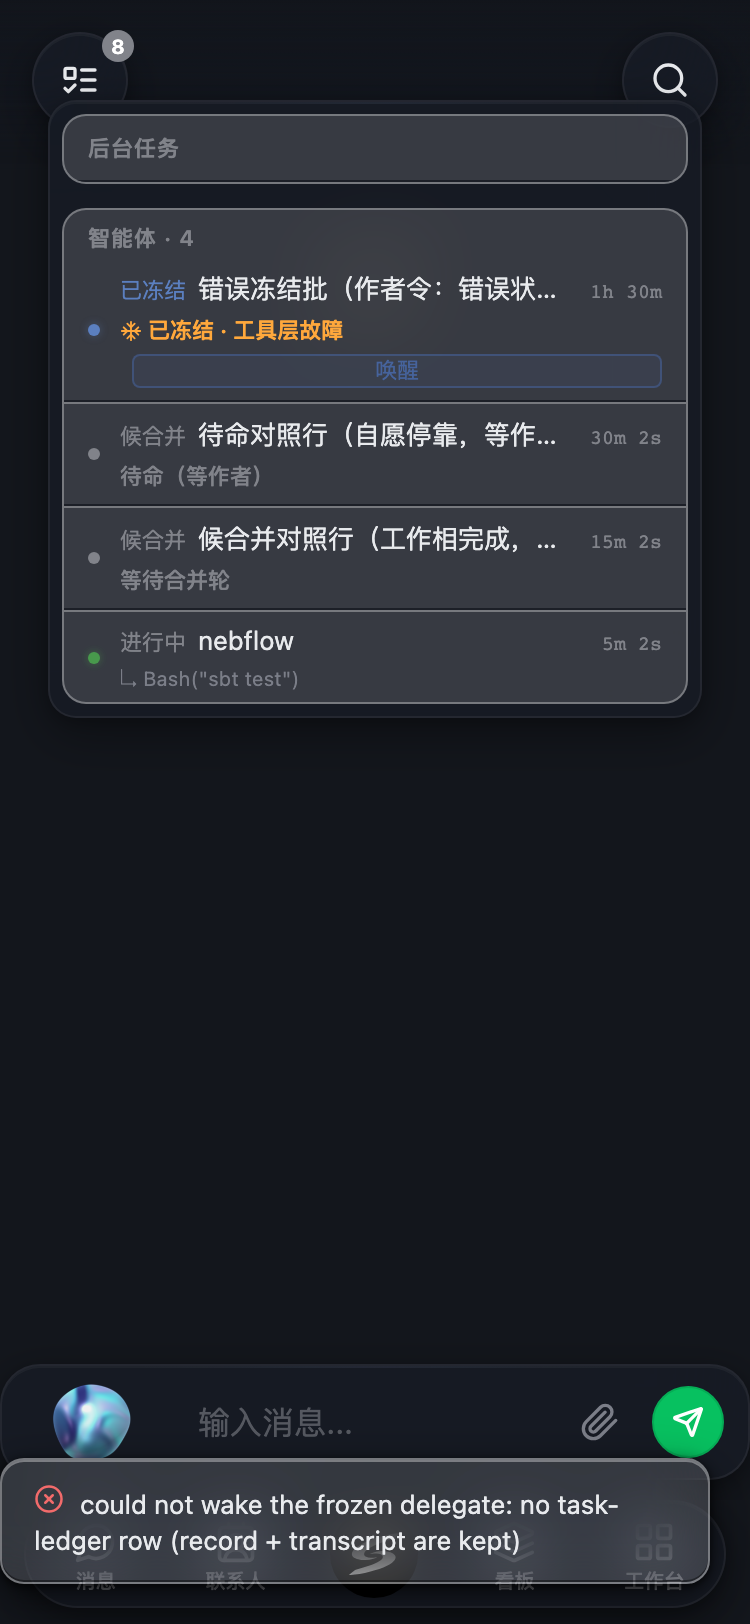 8
后台任务
智能体 · 4
已冻结 错误冻结批（作者令：错误状... 1h 30m
已冻结 · 工具层故障
唤醒
候合并 待命对照行（自愿停靠，等作... 30m 2s
待命（等作者）
候合并 候合并对照行（工作相完成，... 15m 2s
等待合并轮
进行中 nebflow 5m 2s
Bash("sbt test")
输入消息...
could not wake the frozen delegate: no task-
ledger row (record + transcript are kept)
消息 联系人 看板 工作台